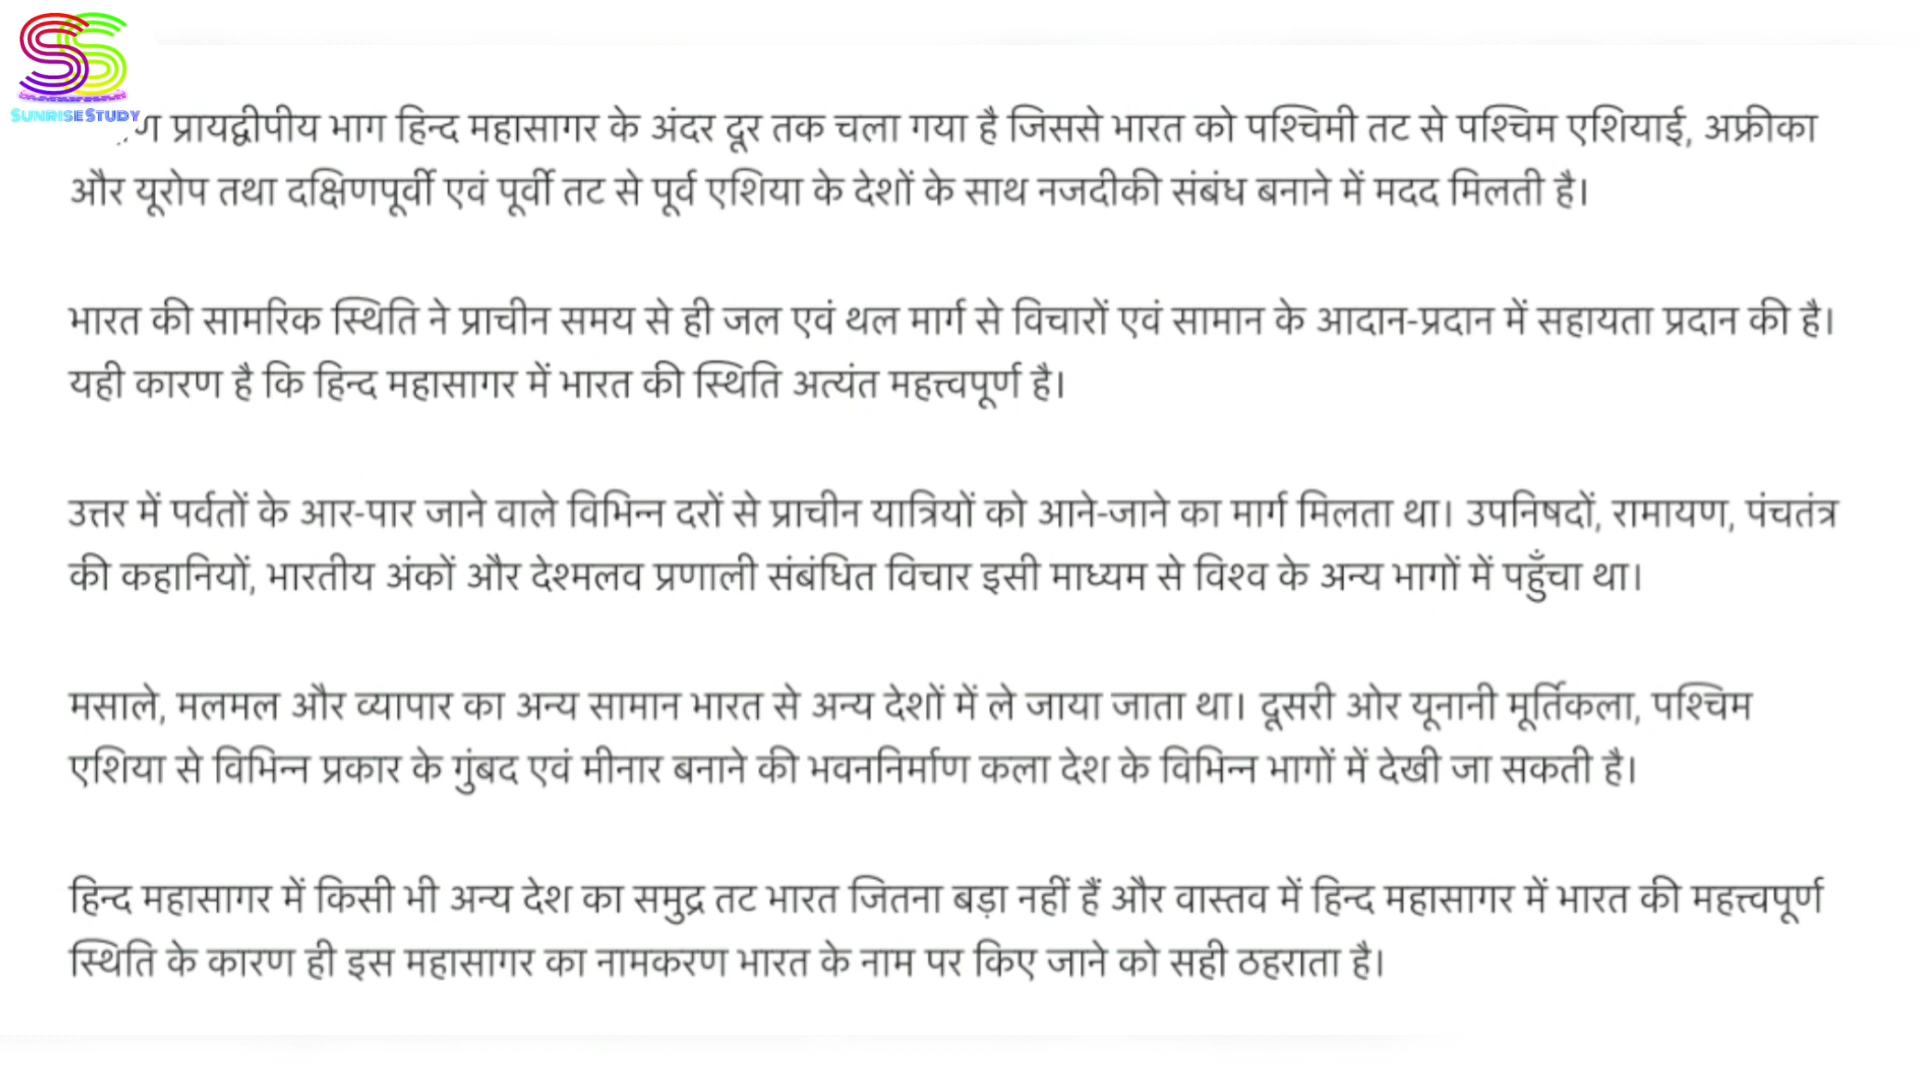 SunriseStudy
प्रायद्वीपीय भाग हिन्द महासागर के अंदर दूर तक चला गया है जिससे भारत को पश्चिमी तट से पश्चिम एशियाई, अफ्रीका
और यूरोप तथा दक्षिणपूर्वी एवं पूर्वी तट से पूर्व एशिया के देशों के साथ नजदीकी संबंध बनाने में मदद मिलती है।
भारत की सामरिक स्थिति ने प्राचीन समय से ही जल एवं थल मार्ग से विचारों एवं सामान के आदान-प्रदान में सहायता प्रदान की है।
यही कारण है कि हिन्द महासागर में भारत की स्थिति अत्यंत महत्त्वपूर्ण है।
उत्तर में पर्वतों के आर-पार जाने वाले विभिन्न दरों से प्राचीन यात्रियों को आने-जाने का मार्ग मिलता था। उपनिषदों, रामायण, पंचतंत्र
की कहानियों, भारतीय अंकों और देश्मलव प्रणाली संबंधित विचार इसी माध्यम से विश्व के अन्य भागों में पहुँचा था।
मसाले, मलमल और व्यापार का अन्य सामान भारत से अन्य देशों में ले जाया जाता था। दूसरी ओर यूनानी मूर्तिकला, पश्चिम
एशिया से विभिन्न प्रकार के गुंबद एवं मीनार बनाने की भवननिर्माण कला देश के विभिन्न भागों में देखी जा सकती है।
हिन्द महासागर में किसी भी अन्य देश का समुद्र तट भारत जितना बड़ा नहीं हैं और वास्तव में हिन्द महासागर में भारत की महत्त्वपूर्ण
स्थिति के कारण ही इस महासागर का नामकरण भारत के नाम पर किए जाने को सही ठहराता है।